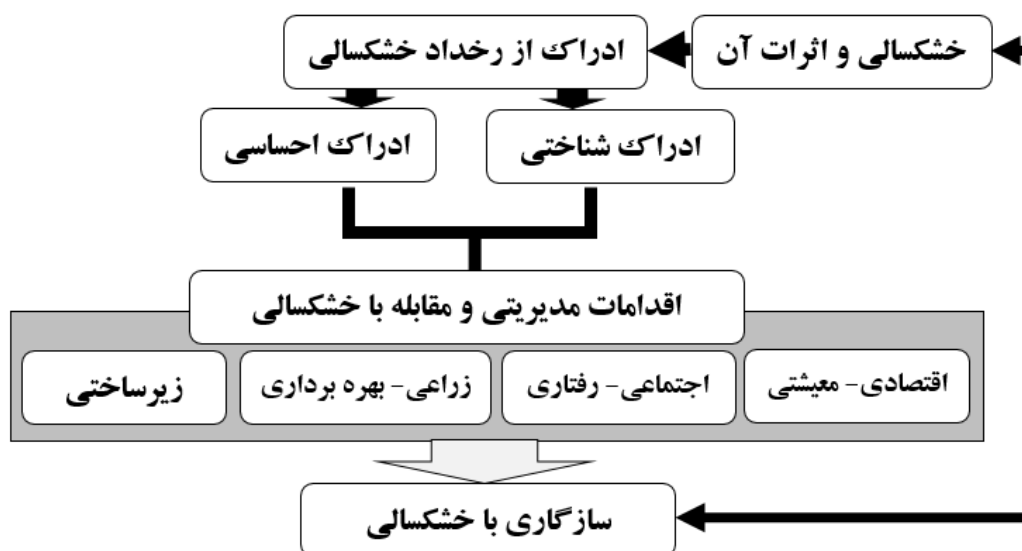 خشکسالی و اثرات آن
ادراک از رخداد خشکسالی
ادراک شناختی
ادراک احساسی
اقدامات مدیریتی و مقابله با خشکسالی
اقتصادی- معیشتی
اجتماعی- رفتاری
زراعی- بهره برداری
زیرساختی
سازگاری با خشکسالی